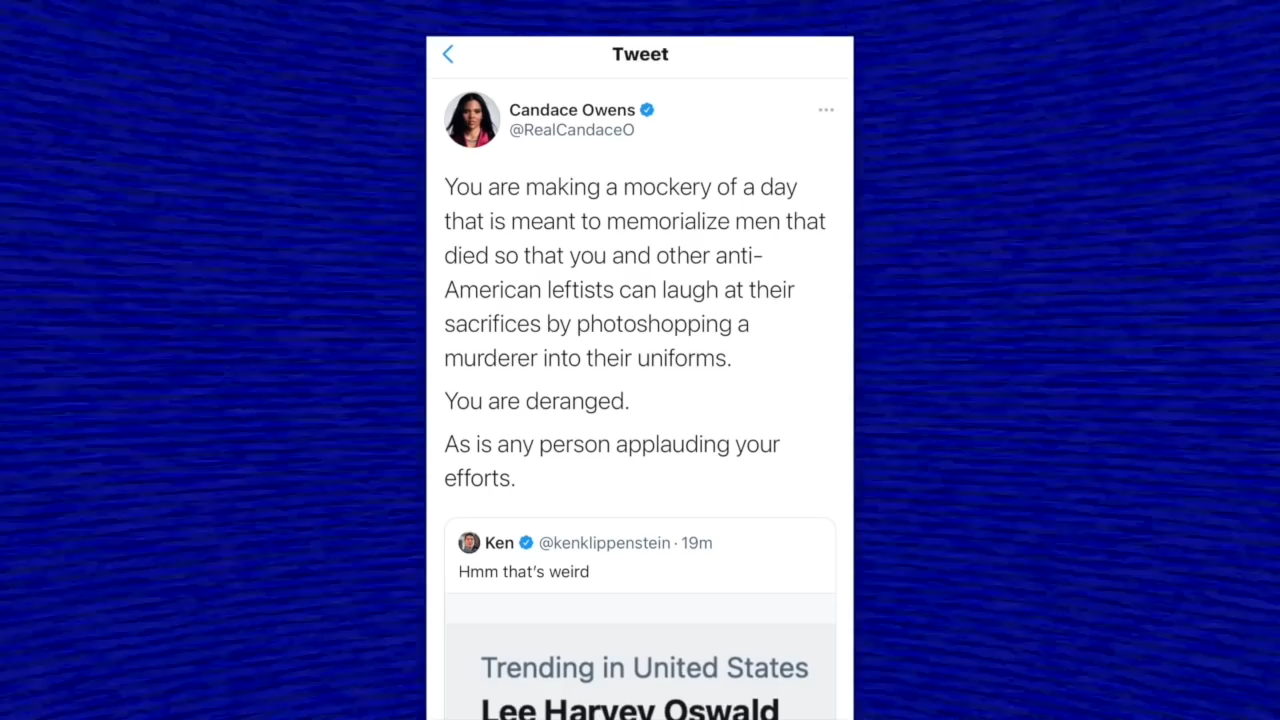 Tweet
Candace Owens
@RealCandaceO
You are making a mockery of a day
that is meant to memorialize men that
died so that you and other anti-
American leftists can laugh at their
sacrifices by photoshopping a
murderer into their uniforms.
You are deranged.
As is any person applauding your
efforts.
Ken @kenklippenstein · 19m
Hmm that's weird
Trending in United States
Lee Harvey Oswald